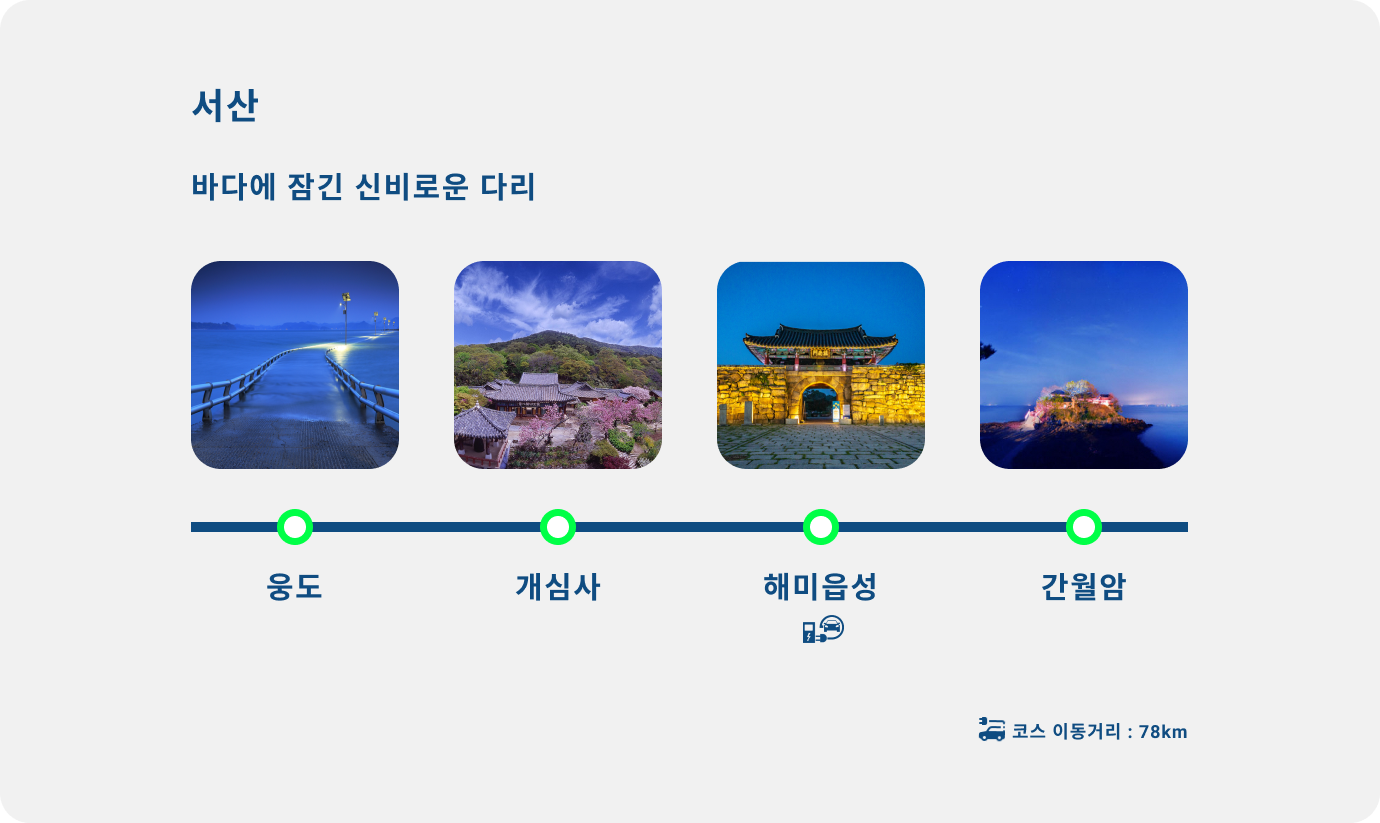 서산
바다에 잠긴 신비로운 다리
웅도
개심사
해미읍성
간월암
코스 이동거리 : 78km